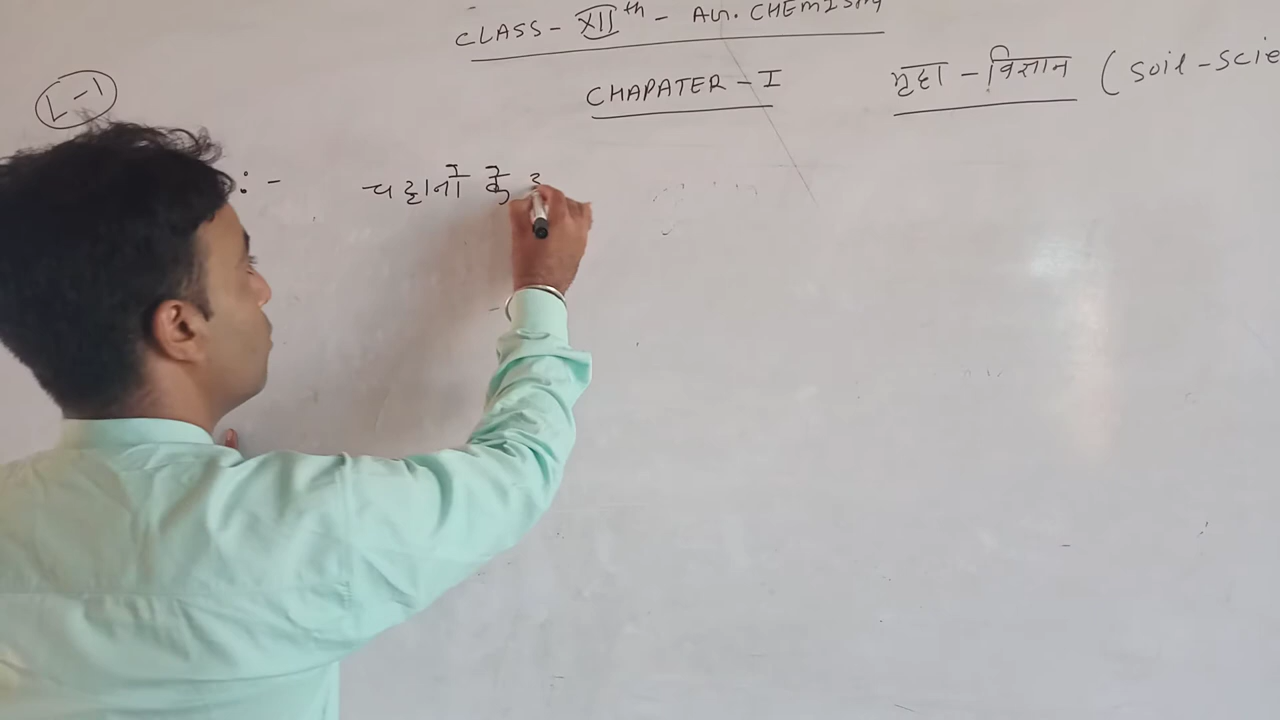 CLASS - XII th - AG. CHEMISTRY
L-1
CHAPATER - I
मृदा - विज्ञान ( Soil - Scie
:- चट्टानों के